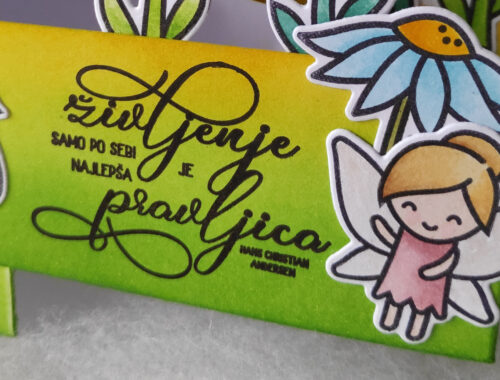 življenje
SAMO PO SEBI
NAJLEPŠA JE
pravljica
HANS CHRISTIAN
ANDERSEN